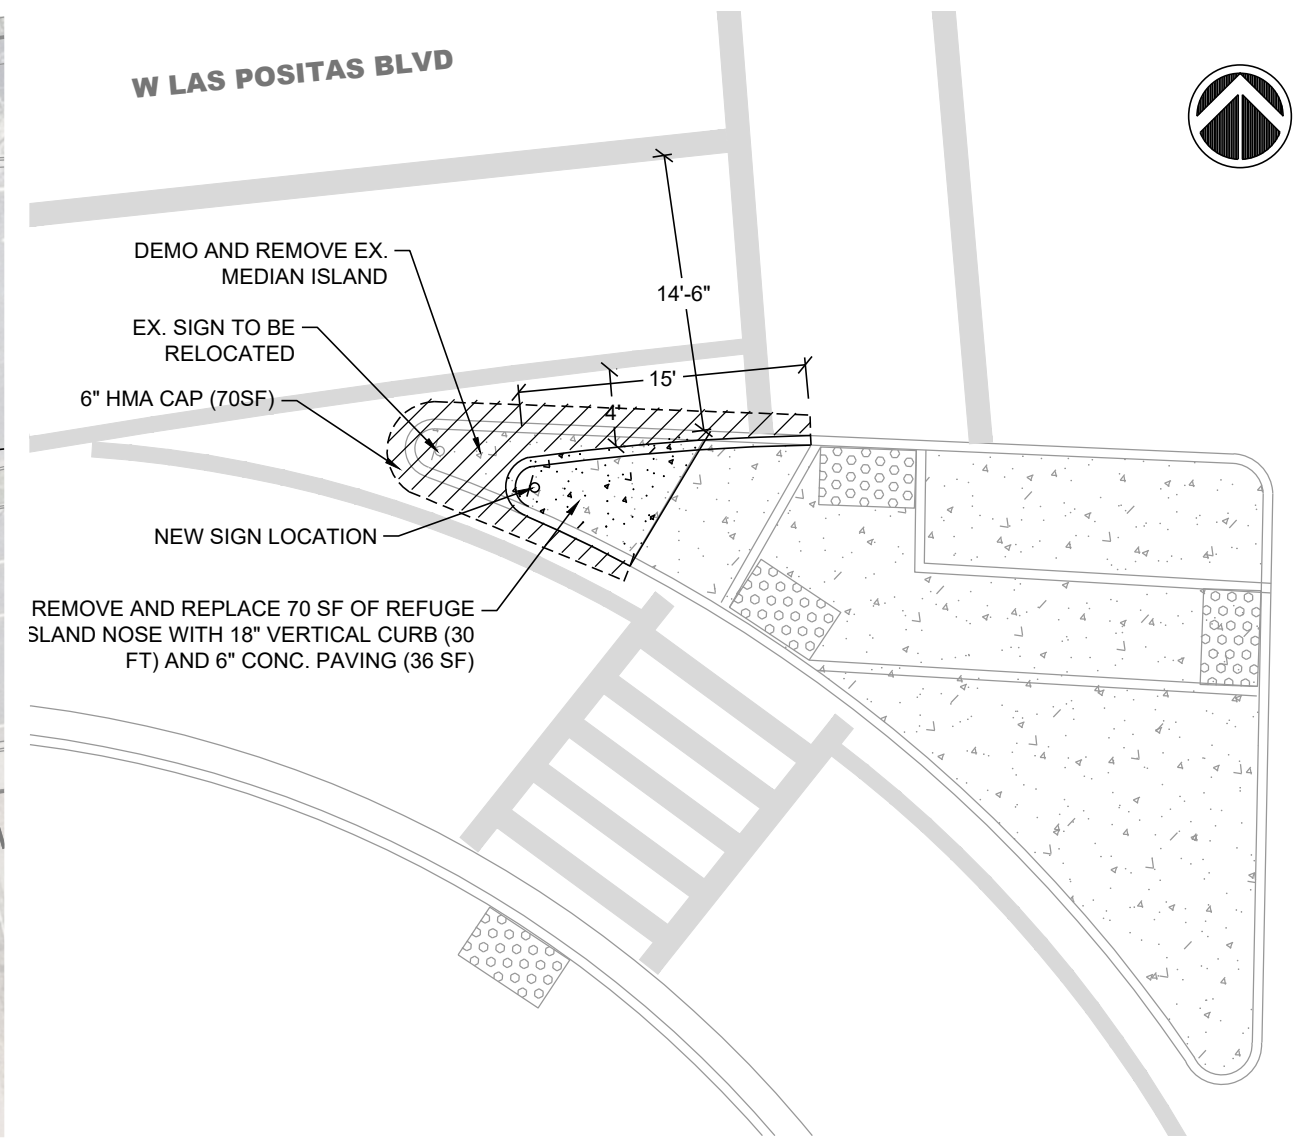 W LAS POSITAS BLVD
DEMO AND REMOVE EX.
MEDIAN ISLAND
14'-6"
EX. SIGN TO BE
RELOCATED
15'
6" HMA CAP (70SF)
4'
NEW SIGN LOCATION
REMOVE AND REPLACE 70 SF OF REFUGE
SLAND NOSE WITH 18" VERTICAL CURB (30
FT) AND 6" CONC. PAVING (36 SF)